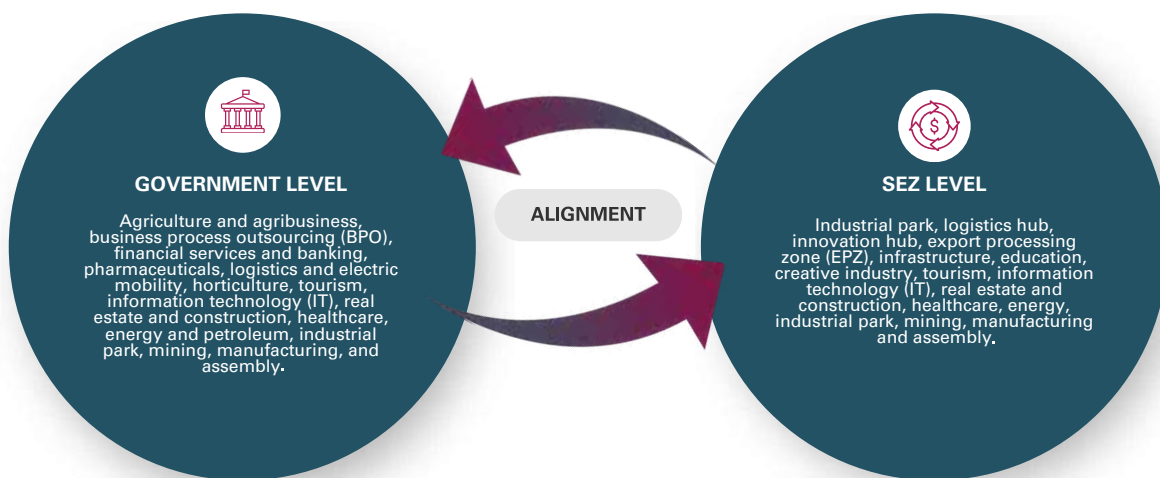 GOVERNMENT LEVEL
Agriculture and agribusiness,
business process outsourcing (BPO),
financial services and banking,
pharmaceuticals, logistics and electric
mobility, horticulture, tourism,
information technology (IT), real
estate and construction, healthcare,
energy and petroleum, industrial
park, mining, manufacturing, and
assembly.
ALIGNMENT
SEZ LEVEL
Industrial park, logistics hub,
innovation hub, export processing
zone (EPZ), infrastructure, education,
creative industry, tourism, information
technology (IT), real estate and
construction, healthcare, energy,
industrial park, mining, manufacturing
and assembly.
$